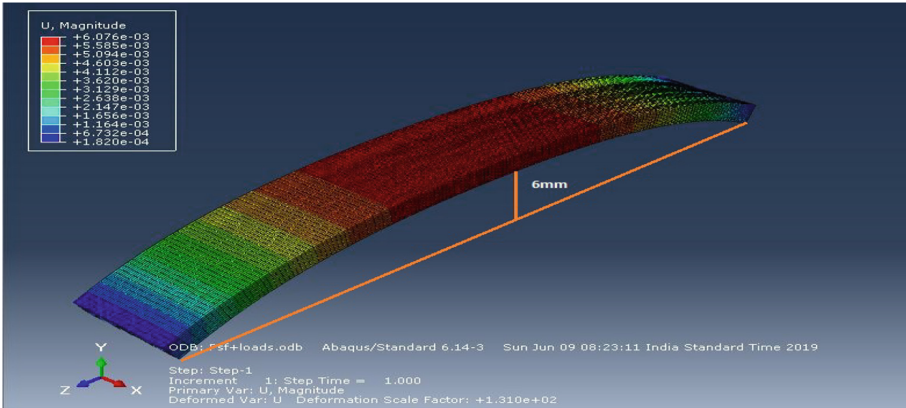 U, Magnitude
+6.076e-03
+5.585e-03
+5.094e-03
+4.603e-03
+4.112e-03
+3.620e-03
+3.129e-03
+2.638e-03
+2.147e-03
+1.656e-03
+1.164e-03
+6.732e-04
+1.820e-04
6mm
ODB: Psf+loads.odb Abaqus/Standard 6.14-3 Sun Jun 09 08:23:11 India Standard Time 2019
Y
Z
X
Step: Step-1
Increment 1: Step Time = 1.000
Primary Var: U, Magnitude
Deformed Var: U Deformation Scale Factor: +1.310e+02